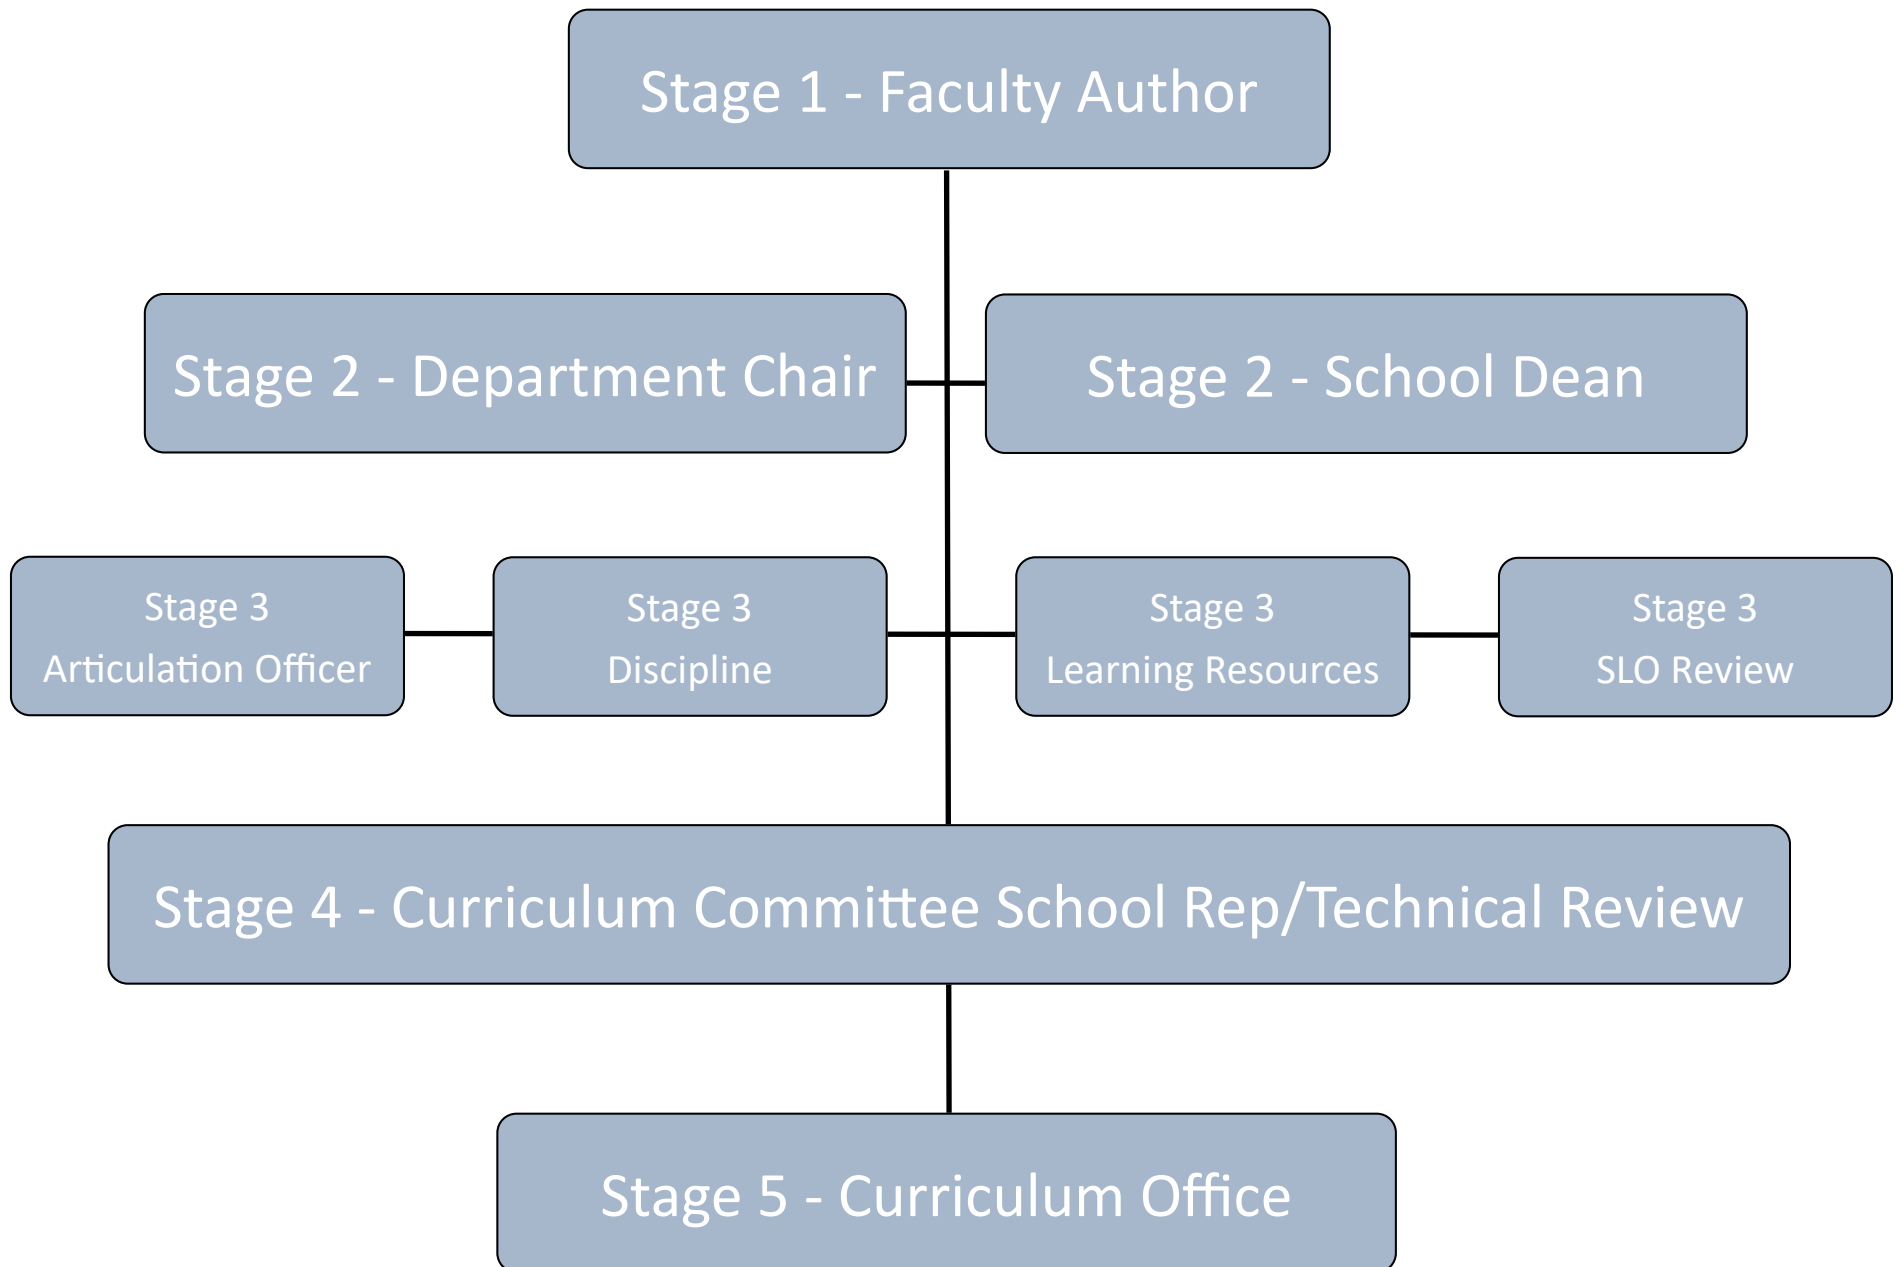 Stage 1 - Faculty Author
Stage 2 - Department Chair
Stage 2 - School Dean
Stage 3
Articulation Officer
Stage 3
Discipline
Stage 3
Learning Resources
Stage 3
SLO Review
Stage 4 - Curriculum Committee School Rep/Technical Review
Stage 5 - Curriculum Office